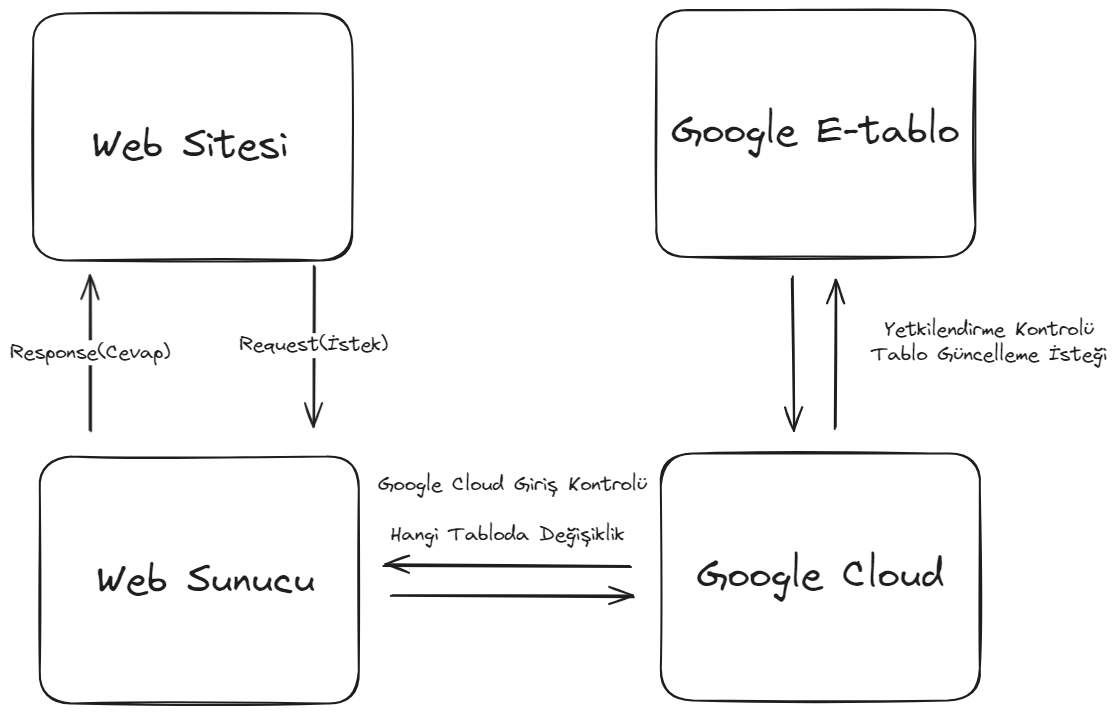 Web Sitesi
Google E-tablo
Response(Cevap)
Request(İstek)
Yetkilendirme Kontrolü
Tablo Güncelleme İsteği
Google Cloud Giriş Kontrolü
Hangi Tabloda Değişiklik
Web Sunucu
Google Cloud